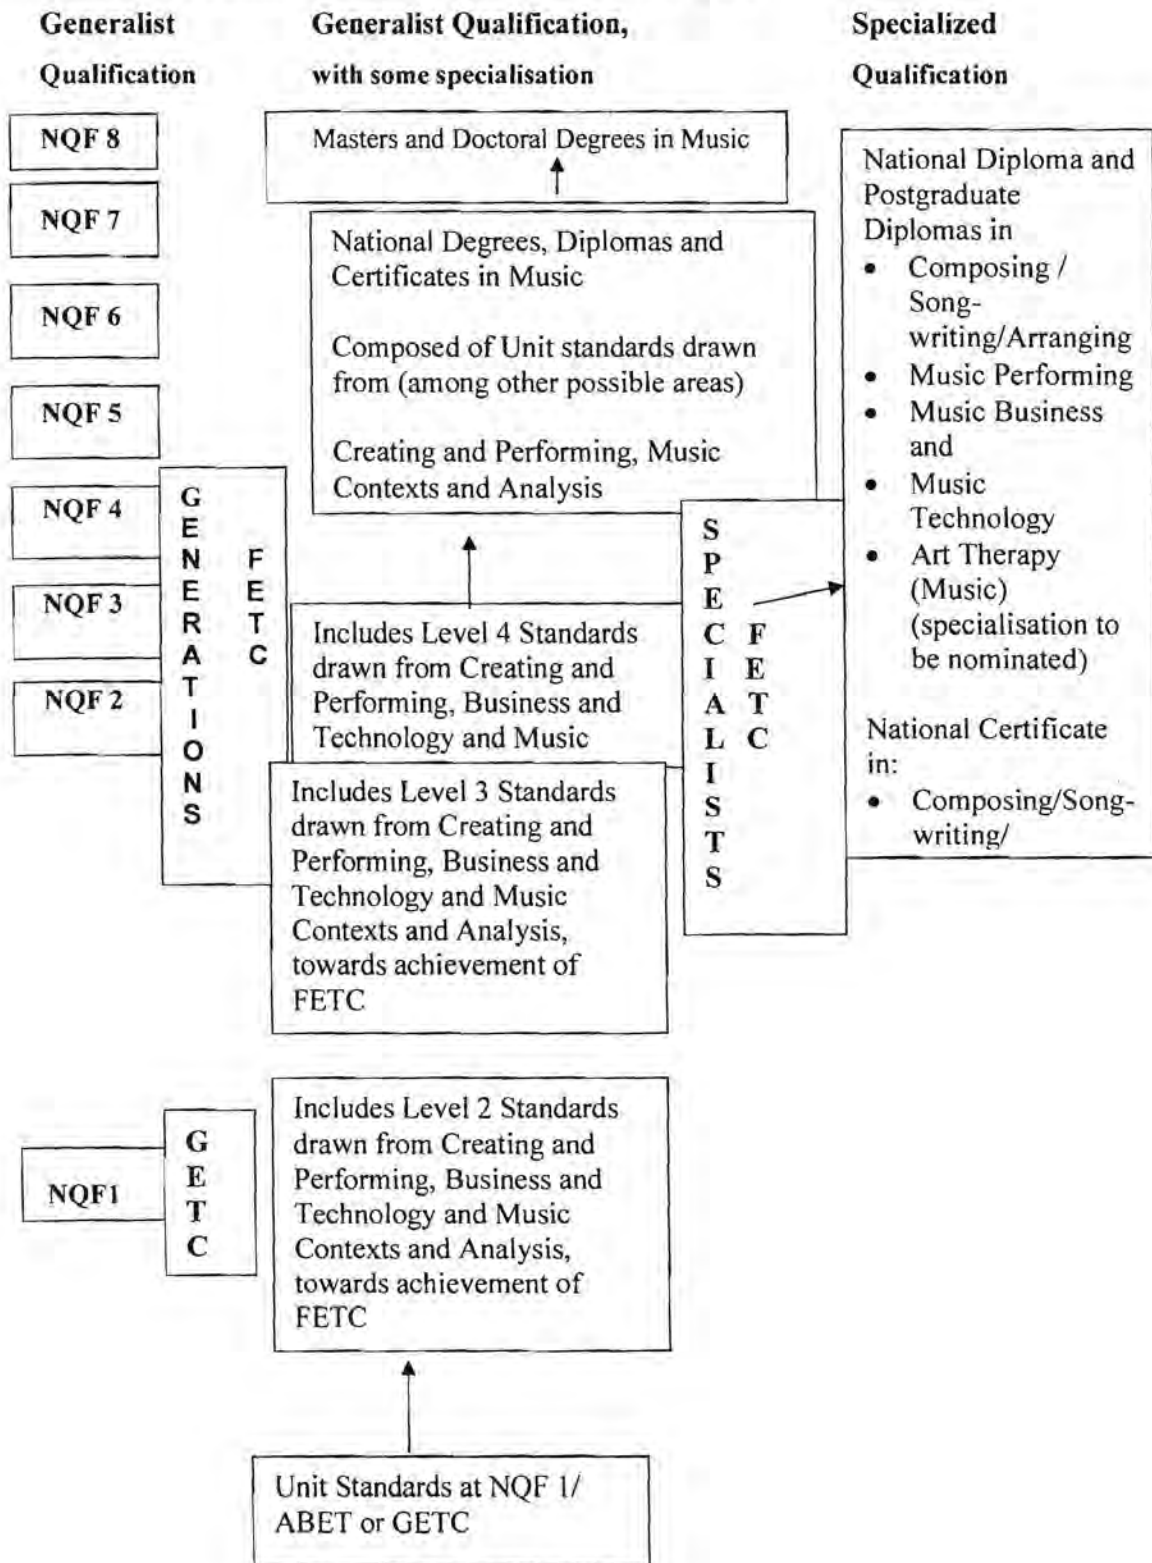 Generalist
Qualification
Generalist Qualification,
with some specialisation
Specialized
Qualification
NQF 8
NQF 7
NQF 6
NQF 5
NQF 4
NQF 3
NQF 2
GENERATIONS
FETC
Masters and Doctoral Degrees in Music
National Degrees, Diplomas and
Certificates in Music
Composed of Unit standards drawn
from (among other possible areas)
Creating and Performing, Music
Contexts and Analysis
Includes Level 4 Standards
drawn from Creating and
Performing, Business and
Technology and Music
Includes Level 3 Standards
drawn from Creating and
Performing, Business and
Technology and Music
Contexts and Analysis,
towards achievement of
FETC
SPECIALISTS
FETC
National Diploma and
Postgraduate
Diplomas in
• Composing /
Song-
writing/Arranging
• Music Performing
• Music Business
and
• Music
Technology
• Art Therapy
(Music)
(specialisation to
be nominated)
National Certificate
in:
• Composing/Song-
writing/
NQF1
GETC
Includes Level 2 Standards
drawn from Creating and
Performing, Business and
Technology and Music
Contexts and Analysis,
towards achievement of
FETC
Unit Standards at NQF 1/
ABET or GETC